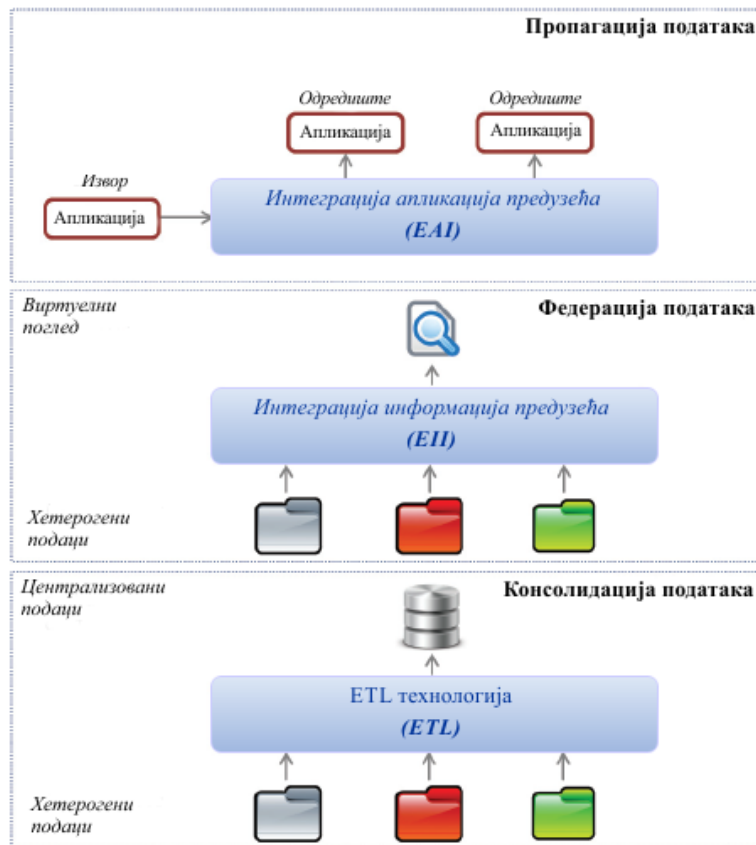 Пропагација података
Одредиште
Одредиште
Апликација
Апликација
Извор
Апликација
Интеграција апликација предузећа
(EAI)
Виртуелни
поглед
Федерација података
Интеграција информација предузећа
(EII)
Хетерогени
подаци
Централизовани
подаци
Консолидација података
ETL технологија
(ETL)
Хетерогени
подаци